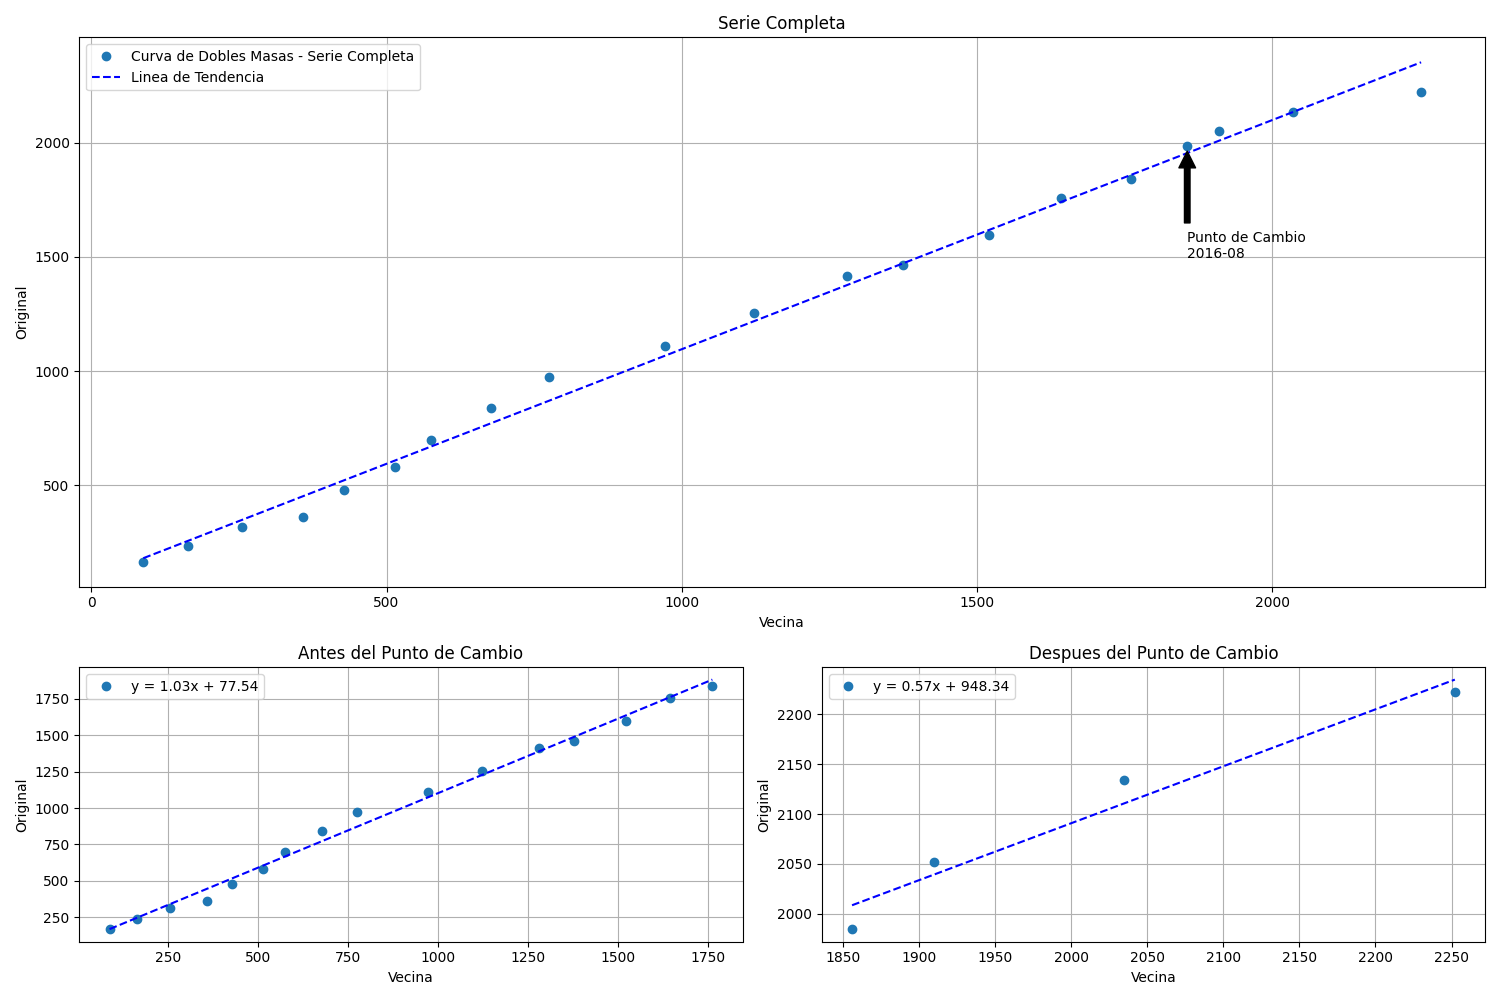 Serie Completa
Curva de Dobles Masas - Serie Completa
Linea de Tendencia
2000
1500
1000
500
Original
Punto de Cambio
2016-08
0
500
1000
1500
2000
Vecina
Antes del Punto de Cambio
y = 1.03x + 77.54
1750
1500
1250
1000
750
500
250
Original
250
500
750
1000
1250
1500
1750
Vecina
Despues del Punto de Cambio
y = 0.57x + 948.34
2200
2150
2100
2050
2000
Original
1850
1900
1950
2000
2050
2100
2150
2200
2250
Vecina